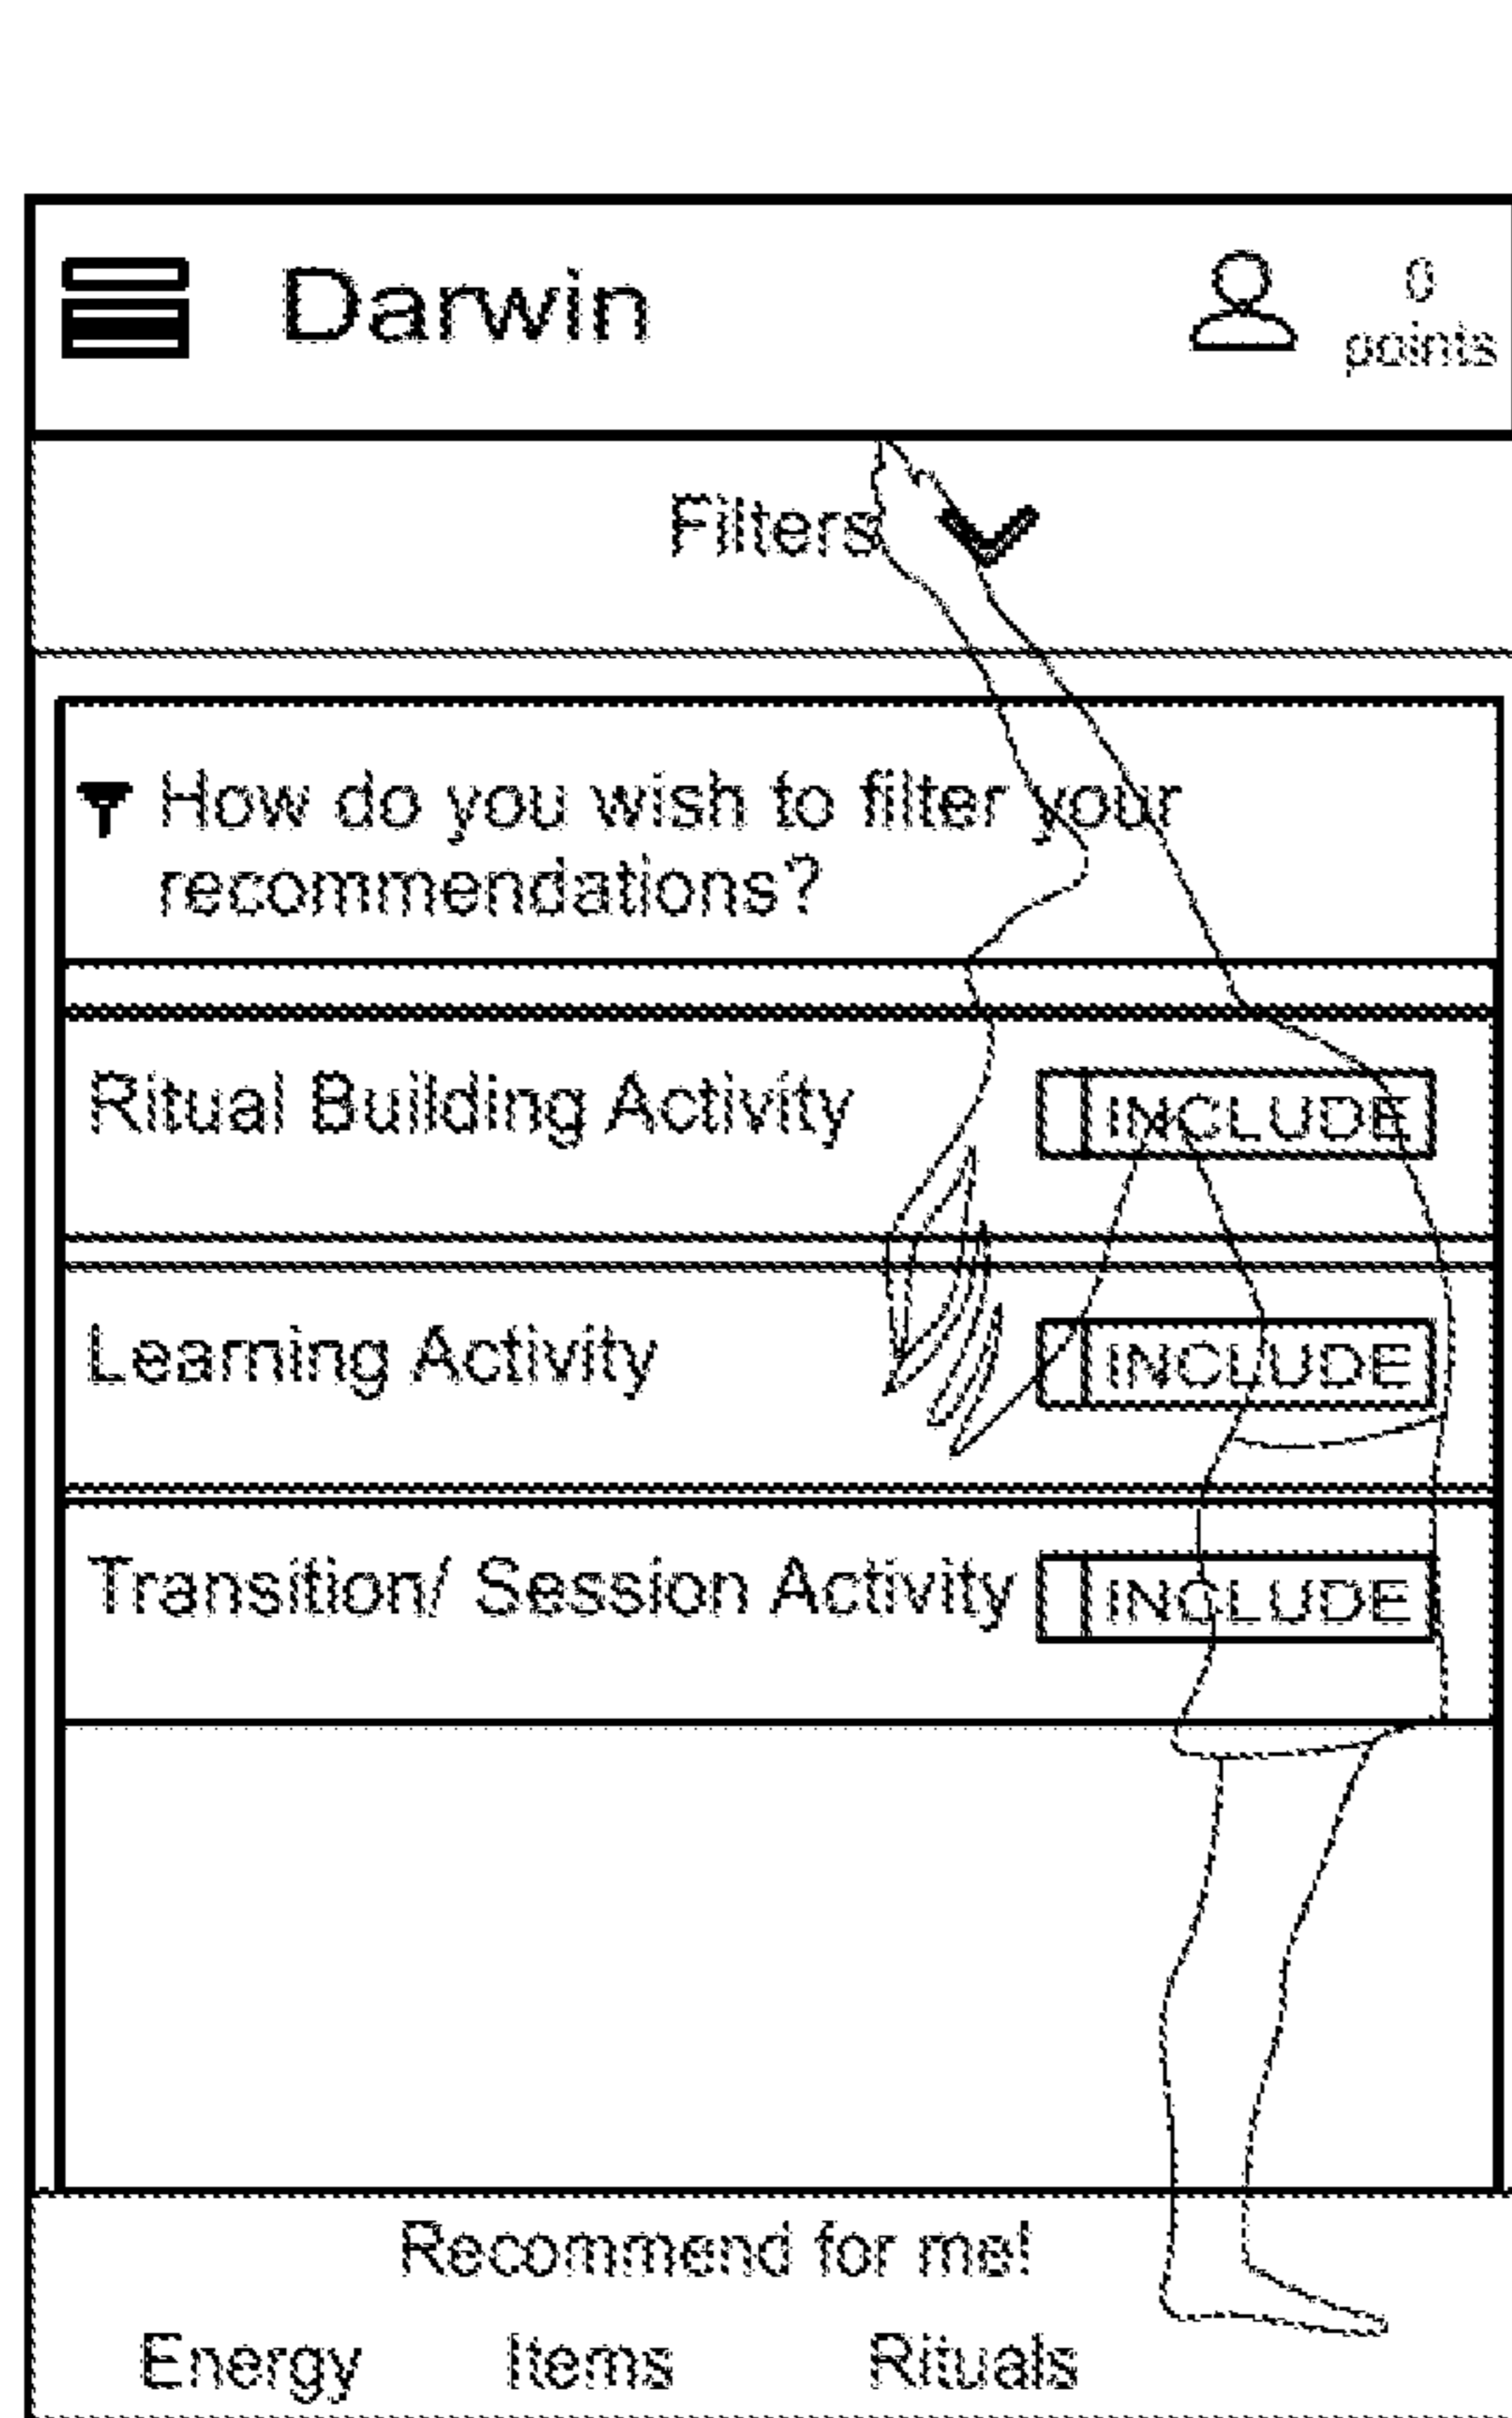 Darwin
0
points
Filters
How do you wish to filter your
recommendations?
Ritual Building Activity
INCLUDE
Learning Activity
INCLUDE
Transition/ Session Activity
INCLUDE
Recommend for me!
Energy Items Rituals